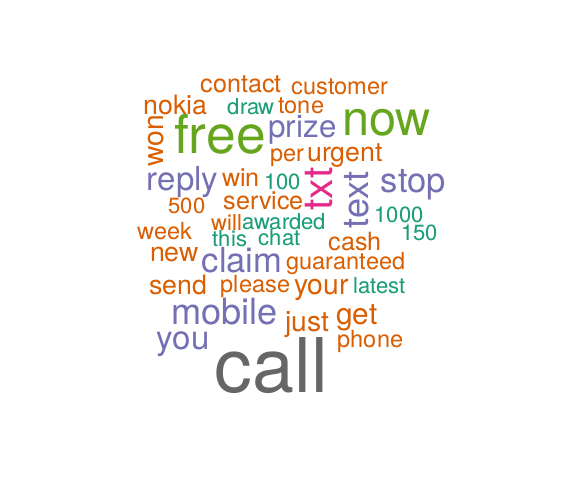 contact customer
nokia draw tone
won free prize now
per urgent
reply win 100 txt text stop
500 service 1000
will awarded 150
week this chat cash
new claim guaranteed
send please your latest
mobile just get
you phone
call